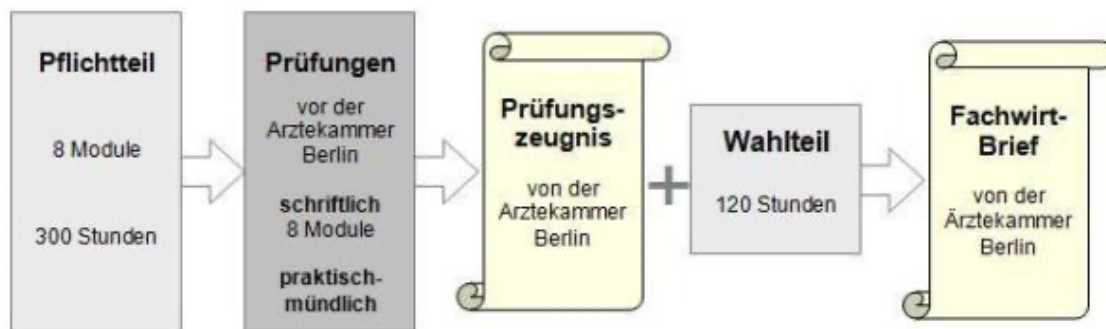 Pflichtteil
8 Module
300 Stunden
Prüfungen
vor der
Arztekammer
Berlin
schriftlich
8 Module
praktisch-
mündlich
Prüfungs-
zeugnis
von der
Arztekammer
Berlin
+
Wahlteil
120 Stunden
Fachwirt-
Brief
von der
Ärztekammer
Berlin